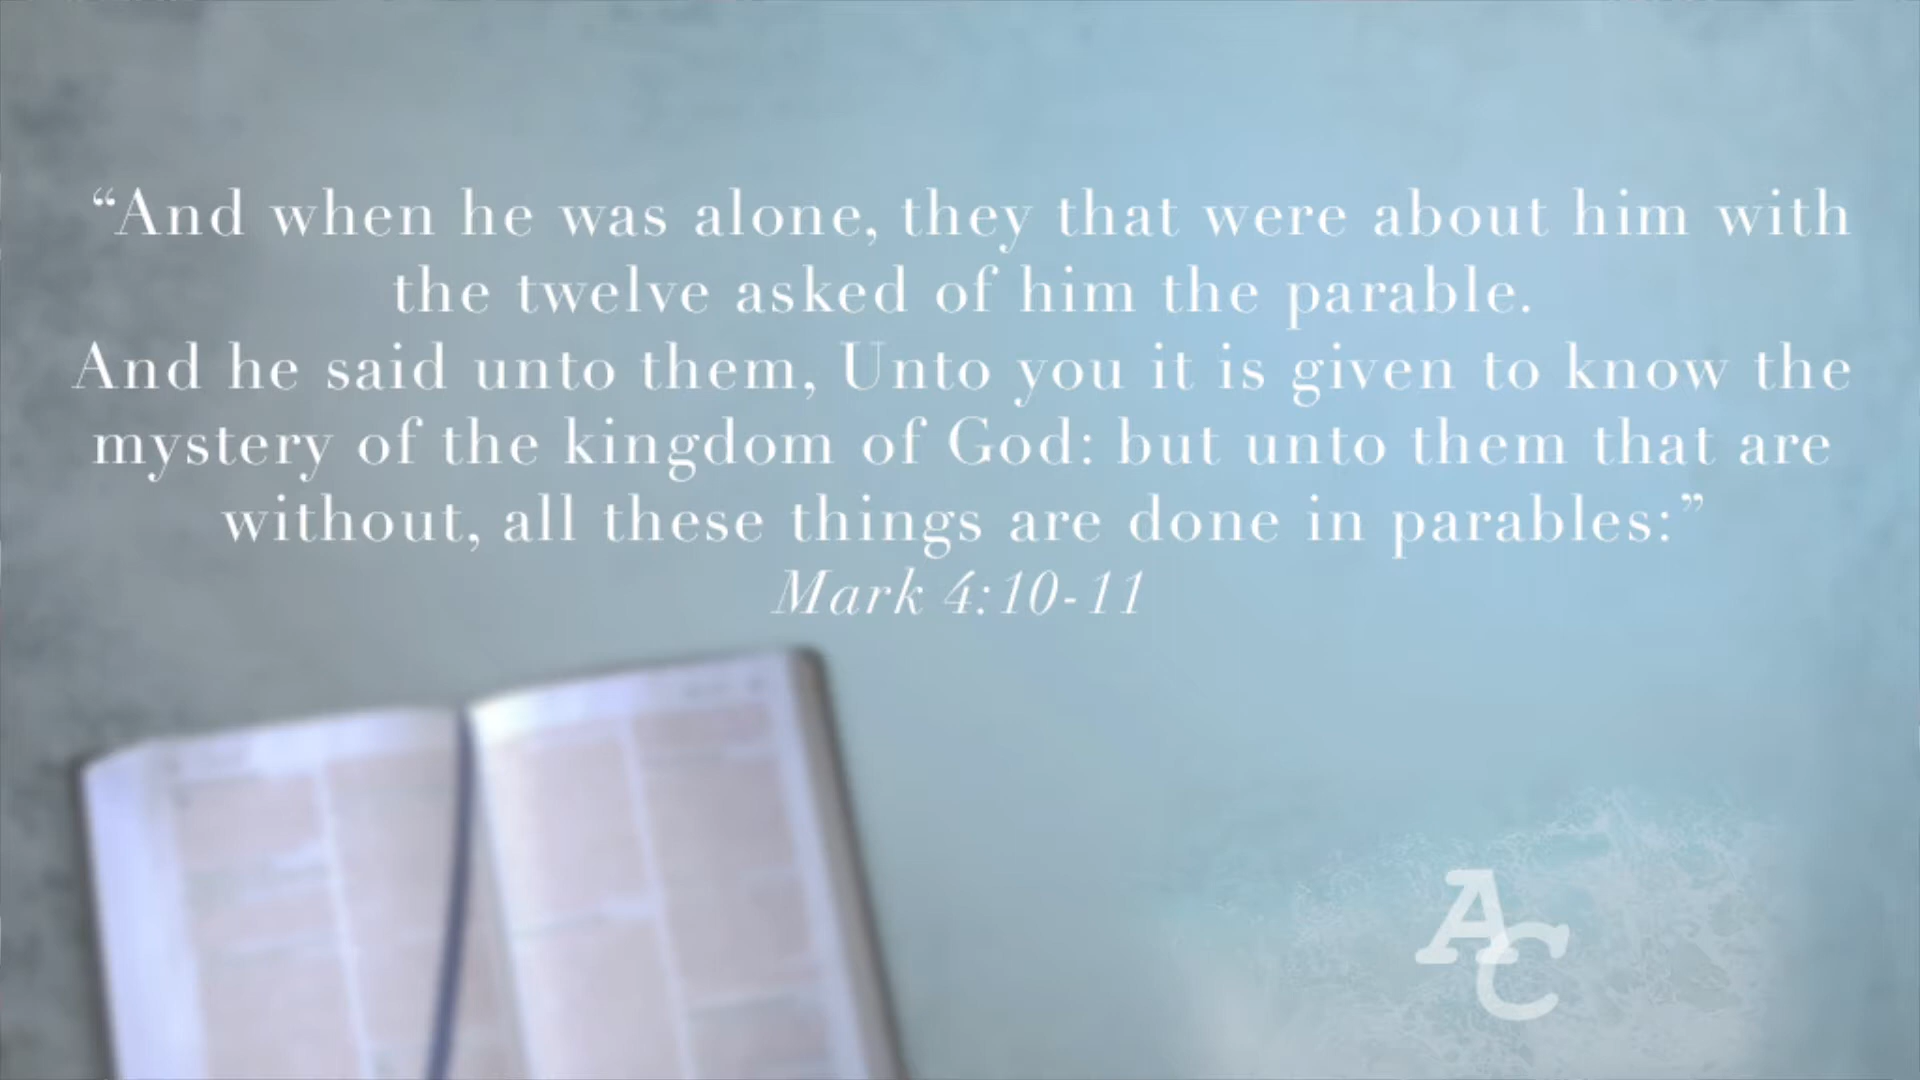 “And when he was alone, they that were about him with
the twelve asked of him the parable.
And he said unto them, Unto you it is given to know the
mystery of the kingdom of God: but unto them that are
without, all these things are done in parables:”
Mark 4:10-11
AC